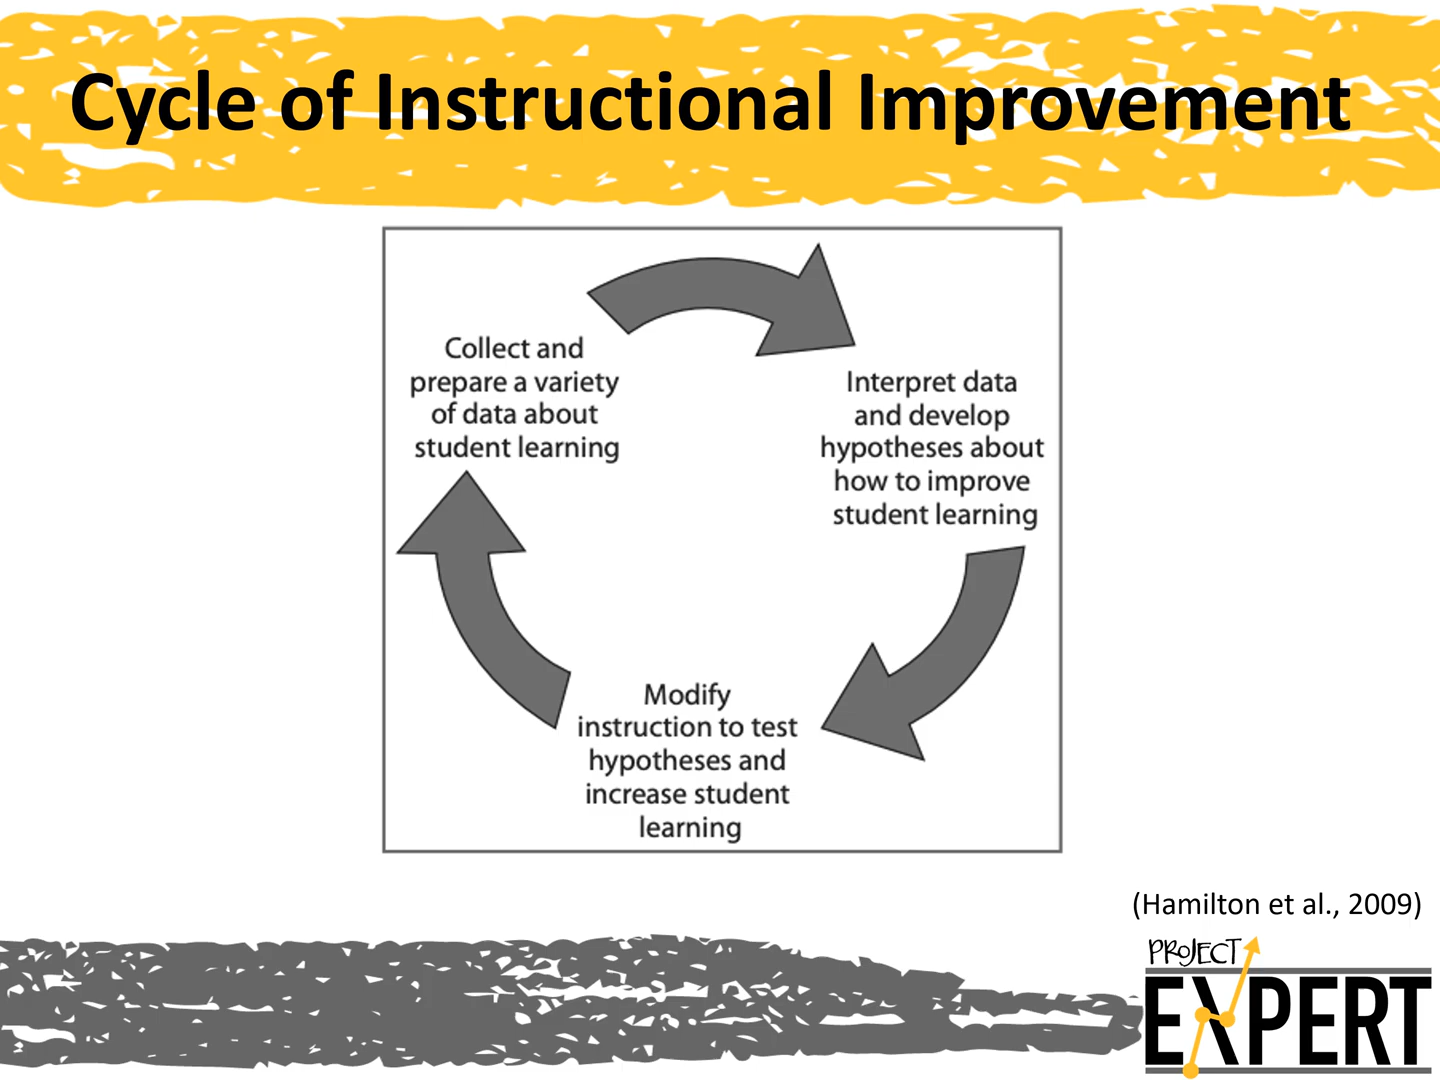 Cycle of Instructional Improvement
Collect and
prepare a variety
of data about
student learning
Interpret data
and develop
hypotheses about
how to improve
student learning
Modify
instruction to test
hypotheses and
increase student
learning
(Hamilton et al., 2009)
PROJECT
EXPERT